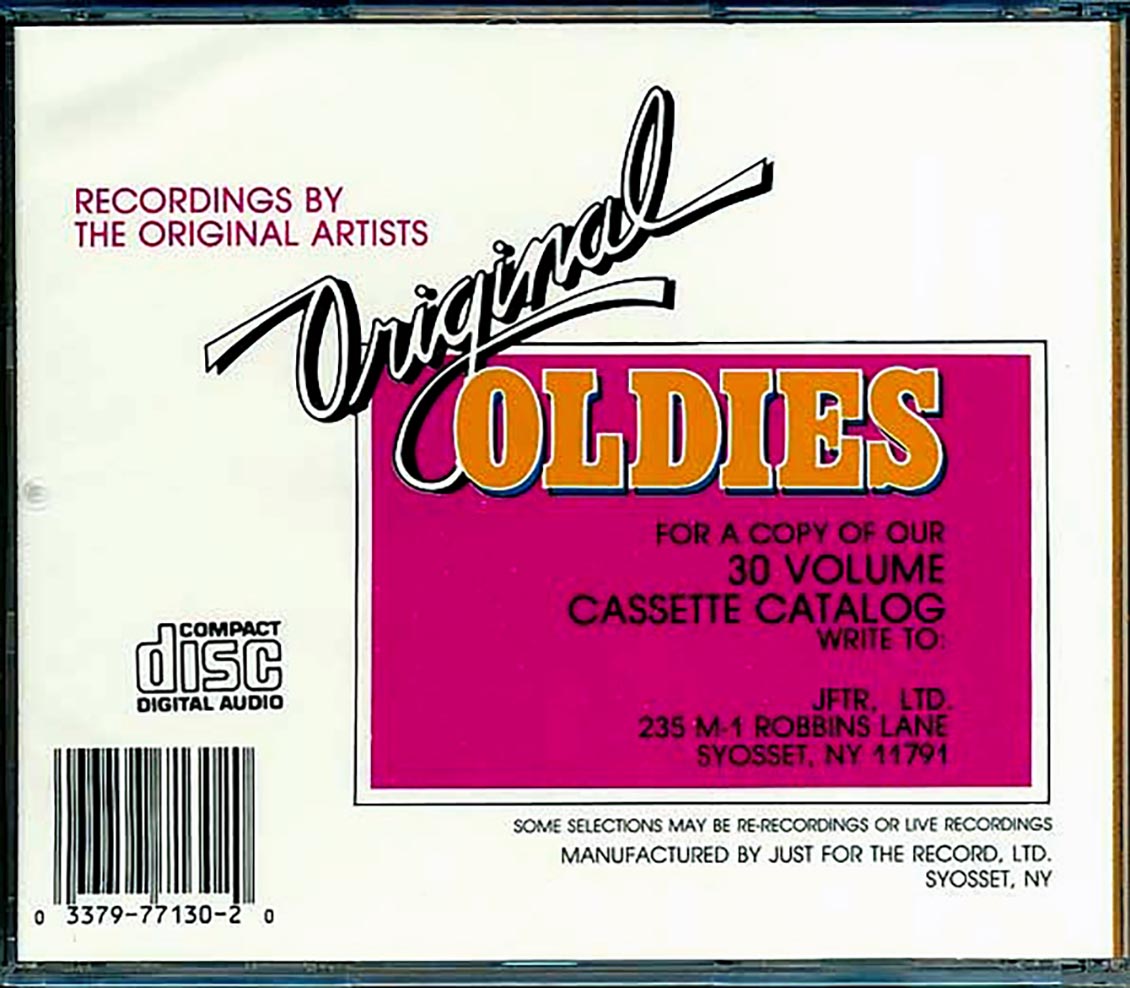 RECORDINGS BY
THE ORIGINAL ARTISTS
Original
OLDIES
FOR A COPY OF OUR
30 VOLUME
CASSETTE CATALOG
WRITE TO:
JFTR, LTD.
235 M-1 ROBBINS LANE
SYOSSET, NY 11791
COMPACT
disc
DIGITAL AUDIO
0 3379-77130-2 0
SOME SELECTIONS MAY BE RE-RECORDINGS OR LIVE RECORDINGS
MANUFACTURED BY JUST FOR THE RECORD, LTD.
SYOSSET, NY